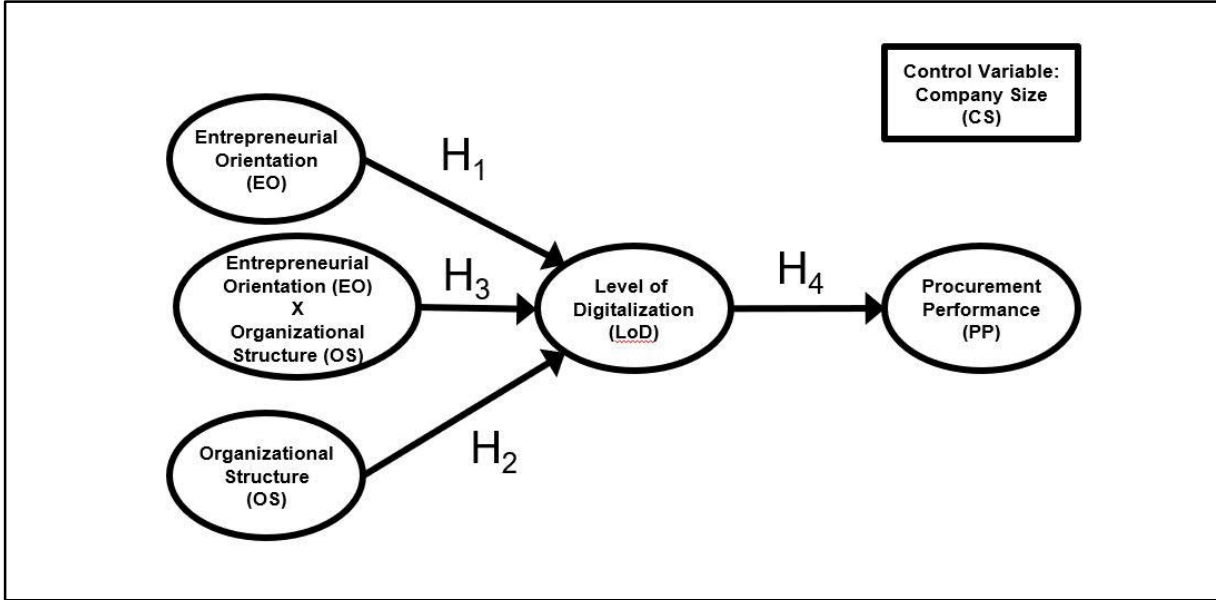 Control Variable:
Company Size
(CS)
Entrepreneurial
Orientation
(EO)
H₁
Entrepreneurial
Orientation (EO)
X
Organizational
Structure (OS)
H₃
Level of
Digitalization
(LoD)
H₄
Procurement
Performance
(PP)
Organizational
Structure
(OS)
H₂